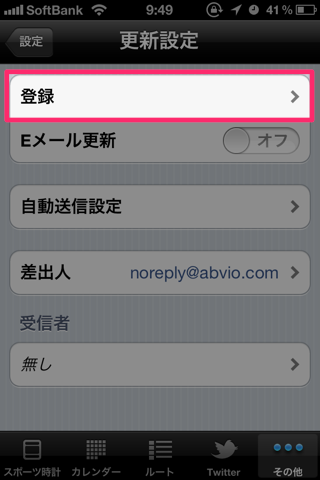 SoftBank 9:49 41%
設定 更新設定
登録
Eメール更新 オフ
自動送信設定
差出人 noreply@abvio.com
受信者
無し
スポーツ時計 カレンダー ルート Twitter その他